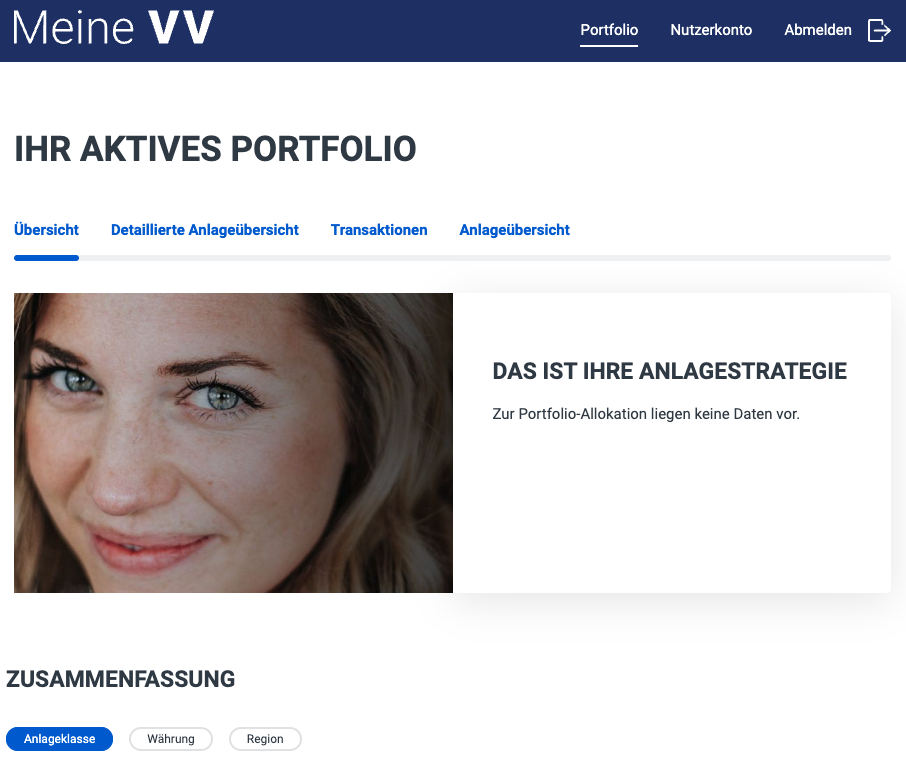 Meine VV
Portfolio Nutzerkonto Abmelden
IHR AKTIVES PORTFOLIO
Übersicht Detaillierte Anlageübersicht Transaktionen Anlageübersicht
DAS IST IHRE ANLAGESTRATEGIE
Zur Portfolio-Allokation liegen keine Daten vor.
ZUSAMMENFASSUNG
Anlageklasse Währung Region